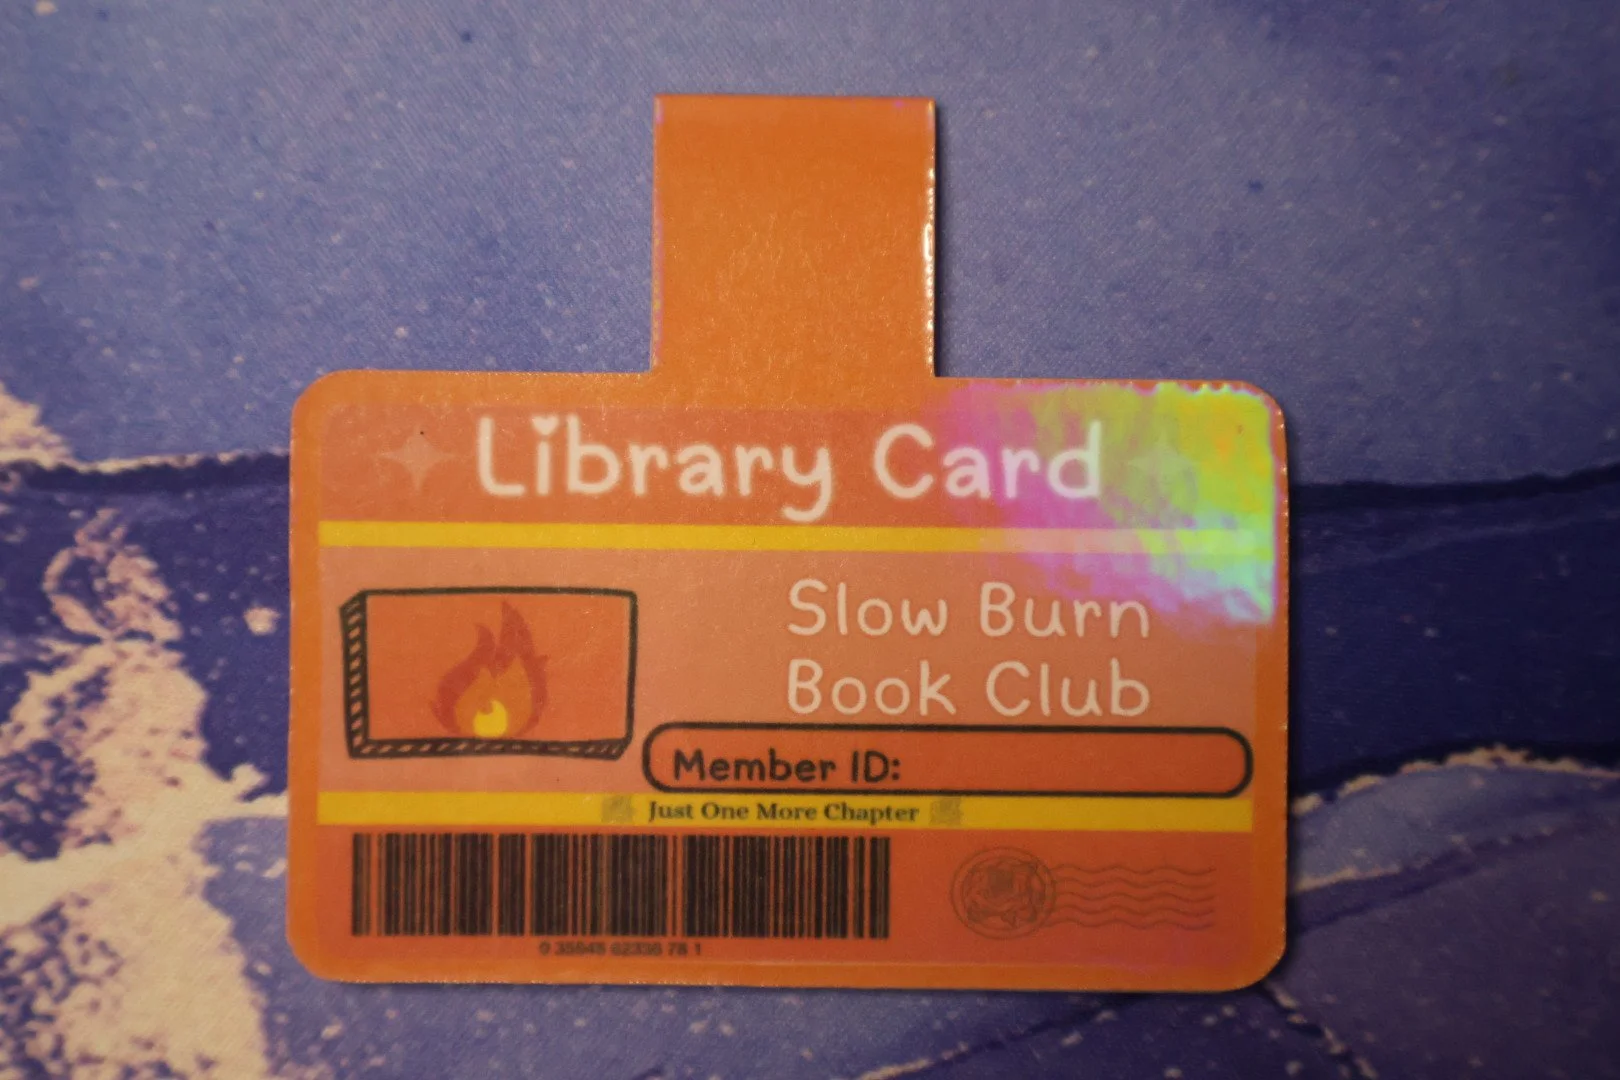 Library Card
Slow Burn
Book Club
Member ID:
Just One More Chapter